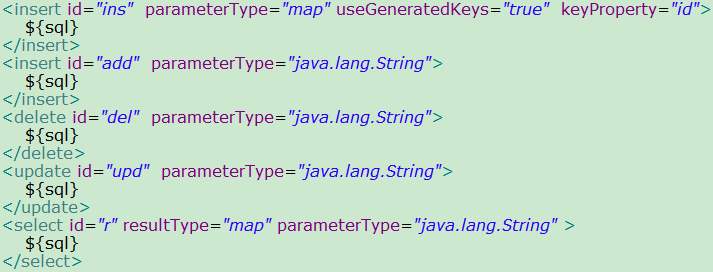 <insert id="ins"  parameterType="map" useGeneratedKeys="true"  keyProperty="id">
${sql}
</insert>
<insert id="add"  parameterType="java.lang.String">
${sql}
</insert>
<delete id="del"  parameterType="java.lang.String">
${sql}
</delete>
<update id="upd"  parameterType="java.lang.String">
${sql}
</update>
<select id="r" resultType="map" parameterType="java.lang.String" >
${sql}
</select>